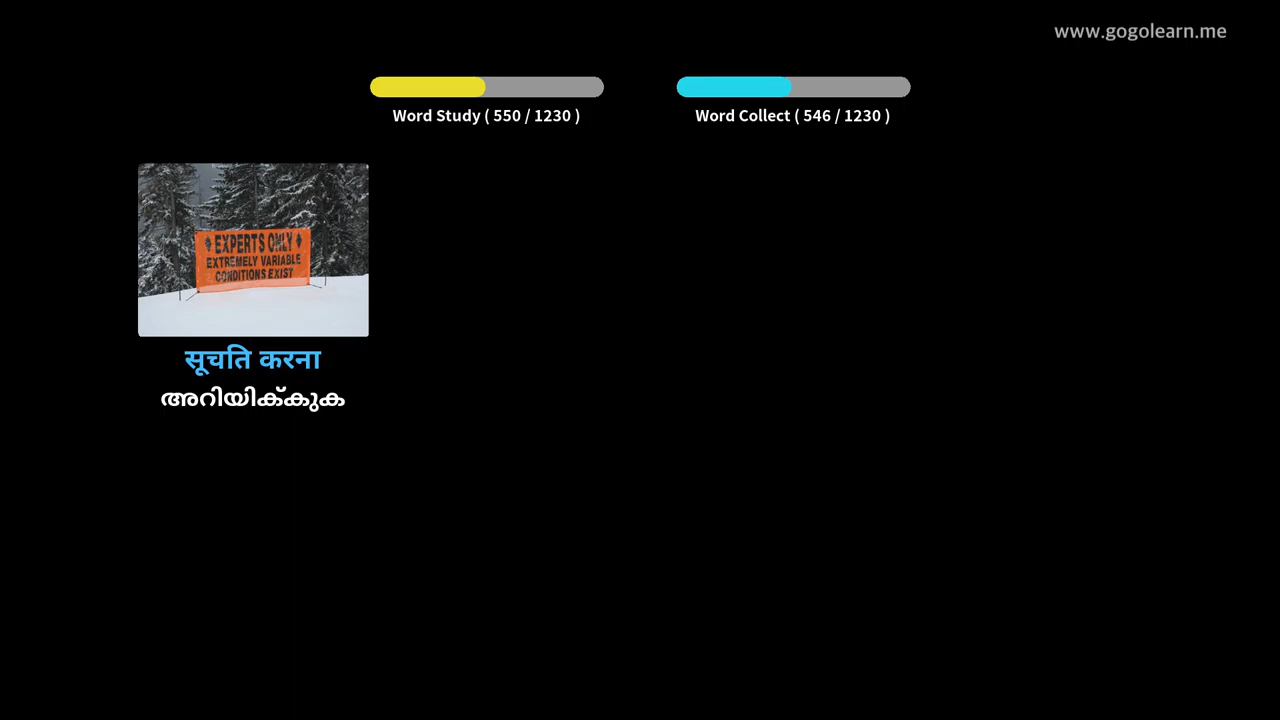 www.gogolearn.me
Word Study ( 550 / 1230 )
Word Collect ( 546 / 1230 )
EXPERTS ONLY
EXTREMELY VARIABLE
CONDITIONS EXIST
सूचति करना
അറിയിക്കുക